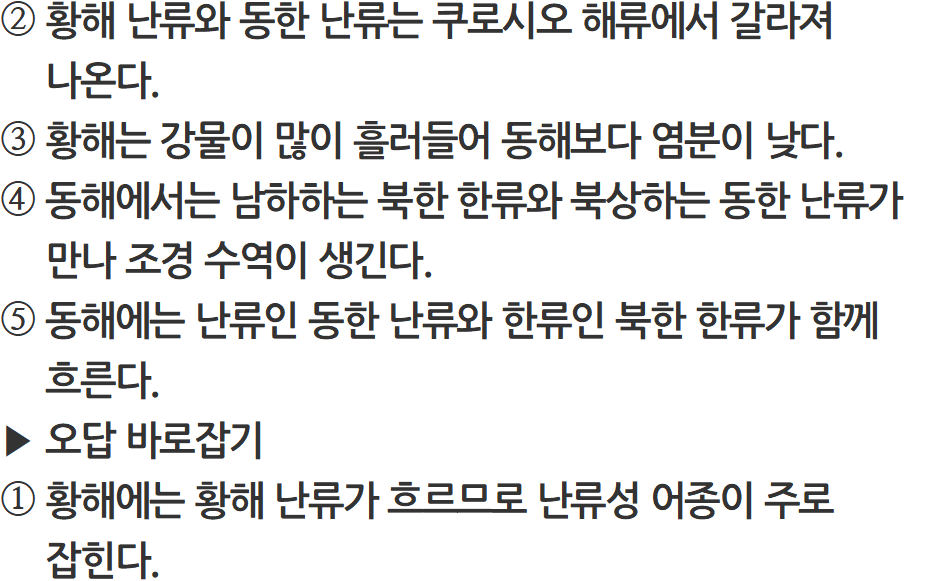 ② 황해 난류와 동한 난류는 쿠로시오 해류에서 갈라져
나온다.
③ 황해는 강물이 많이 흘러들어 동해보다 염분이 낮다.
④ 동해에서는 남하하는 북한 한류와 북상하는 동한 난류가
만나 조경 수역이 생긴다.
⑤ 동해에는 난류인 동한 난류와 한류인 북한 한류가 함께
흐른다.
▶ 오답 바로잡기
① 황해에는 황해 난류가 흐르므로 난류성 어종이 주로
잡힌다.